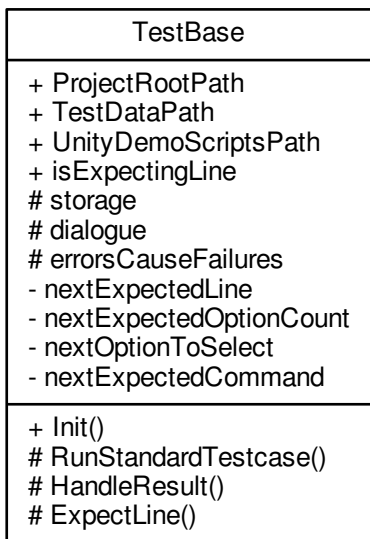 TestBase
+ ProjectRootPath
+ TestDataPath
+ UnityDemoScriptsPath
+ isExpectingLine
# storage
# dialogue
# errorsCauseFailures
- nextExpectedLine
- nextExpectedOptionCount
- nextOptionToSelect
- nextExpectedCommand
+ Init()
# RunStandardTestcase()
# HandleResult()
# ExpectLine()